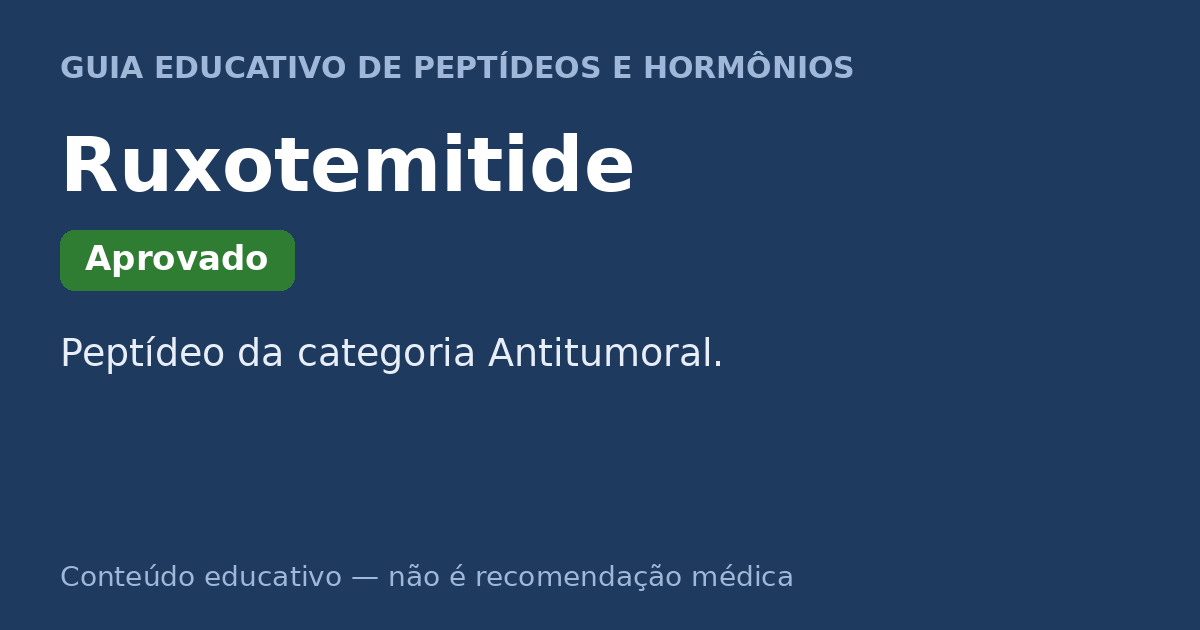 GUIA EDUCATIVO DE PEPTÍDEOS E HORMÔNIOS
Ruxotemitide
Aprovado
Peptídeo da categoria Antitumoral.
Conteúdo educativo — não é recomendação médica